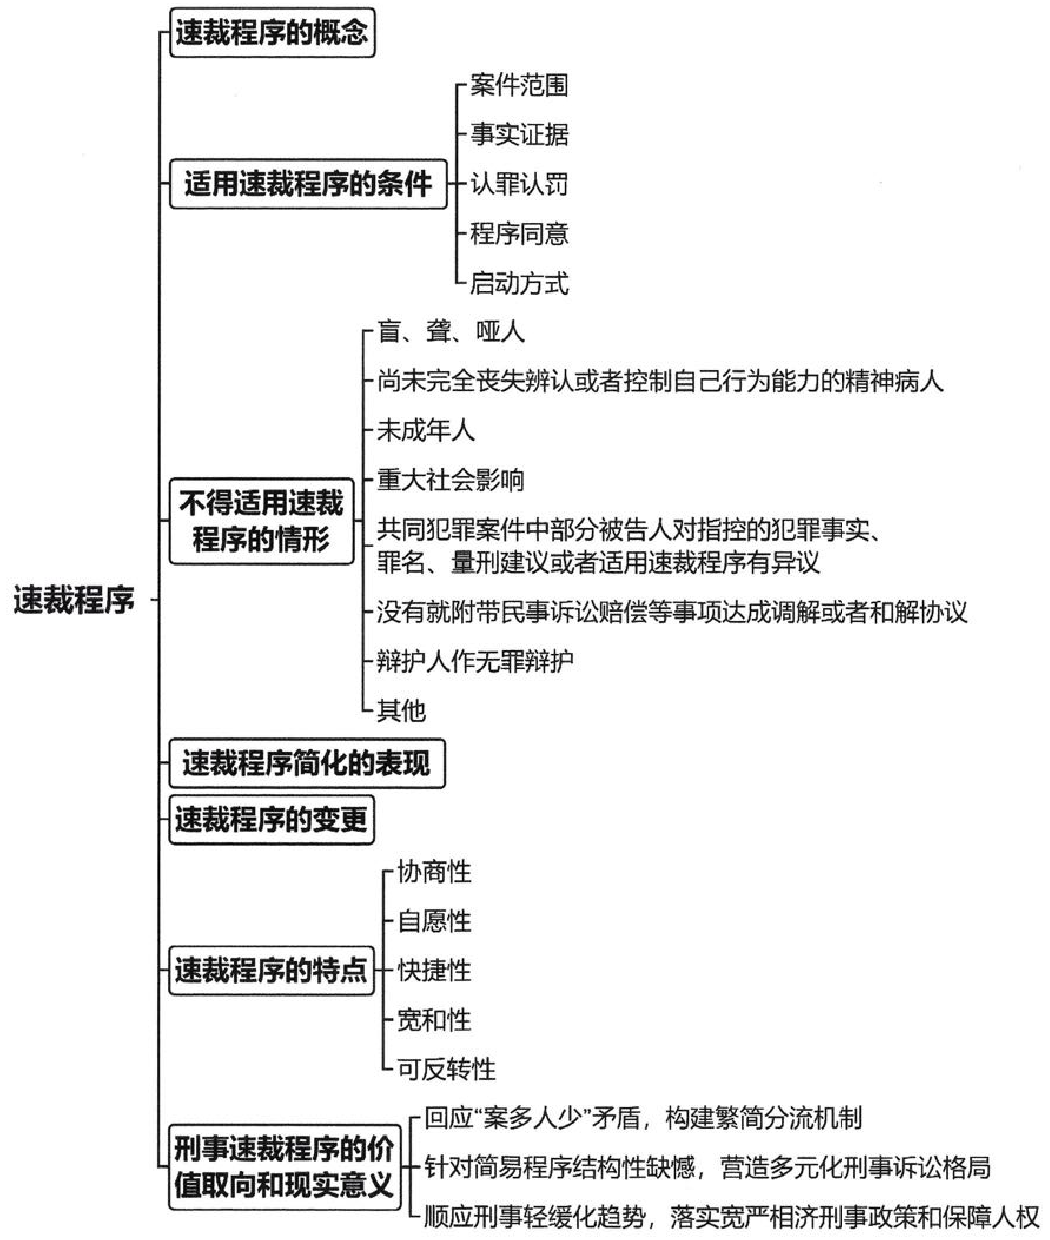 速裁程序
速裁程序的概念
适用速裁程序的条件
案件范围
事实证据
认罪认罚
程序同意
启动方式
不得适用速裁
程序的情形
盲、聋、哑人
尚未完全丧失辨认或者控制自己行为能力的精神病人
未成年人
重大社会影响
共同犯罪案件中部分被告人对指控的犯罪事实、
罪名、量刑建议或者适用速裁程序有异议
没有就附带民事诉讼赔偿等事项达成调解或者和解协议
辩护人作无罪辩护
其他
速裁程序简化的表现
速裁程序的变更
速裁程序的特点
协商性
自愿性
快捷性
宽和性
可反转性
刑事速裁程序的价
值取向和现实意义
回应“案多人少”矛盾，构建繁简分流机制
针对简易程序结构性缺憾，营造多元化刑事诉讼格局
顺应刑事轻缓化趋势，落实宽严相济刑事政策和保障人权